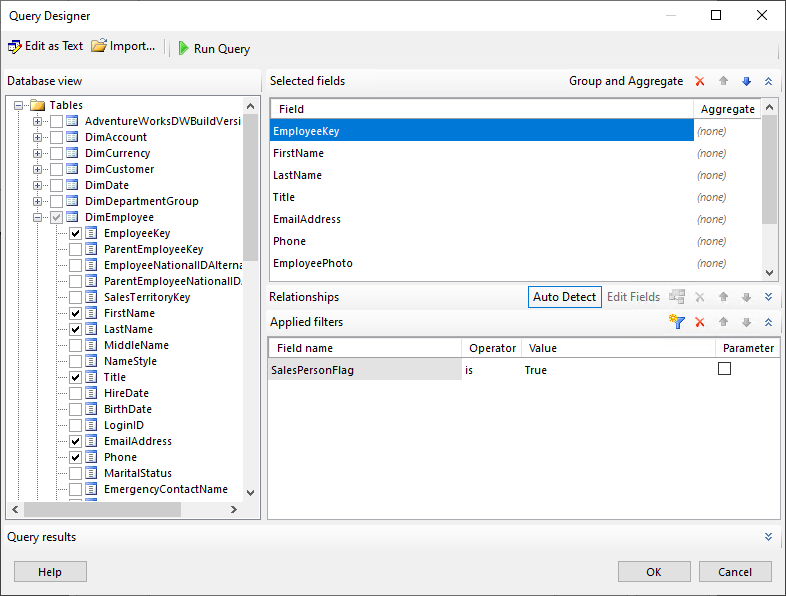 Query Designer
Edit as Text Import... Run Query
Database view
Tables
AdventureWorksDWBuildVersi
DimAccount
DimCurrency
DimCustomer
DimDate
DimDepartmentGroup
DimEmployee
EmployeeKey
ParentEmployeeKey
EmployeeNationalIDAlterna
ParentEmployeeNationalID
SalesTerritoryKey
FirstName
LastName
MiddleName
NameStyle
Title
HireDate
BirthDate
LoginID
EmailAddress
Phone
MaritalStatus
EmergencyContactName
Selected fields Group and Aggregate
Field Aggregate
EmployeeKey (none)
FirstName (none)
LastName (none)
Title (none)
EmailAddress (none)
Phone (none)
EmployeePhoto (none)
Relationships Auto Detect Edit Fields
Applied filters
Field name Operator Value Parameter
SalesPersonFlag is True
Query results
Help OK Cancel